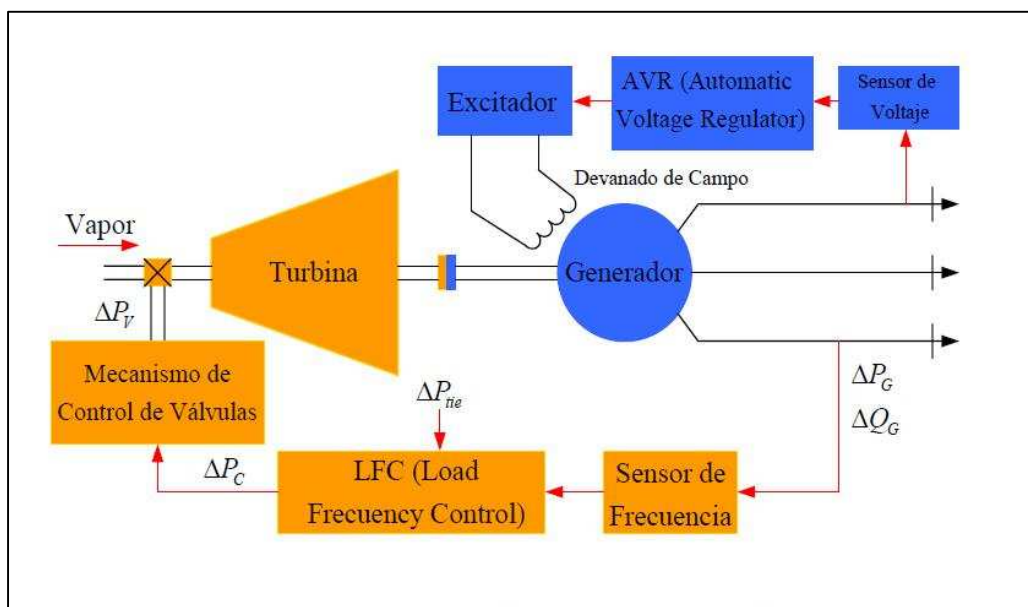 Excitador
AVR (Automatic
Voltage Regulator)
Sensor de
Voltaje
Devanado de Campo
Vapor
Turbina
Generador
ΔP_V
Mecanismo de
Control de Válvulas
ΔP_tie
ΔP_G
ΔQ_G
ΔP_C
LFC (Load
Frecuency Control)
Sensor de
Frecuencia